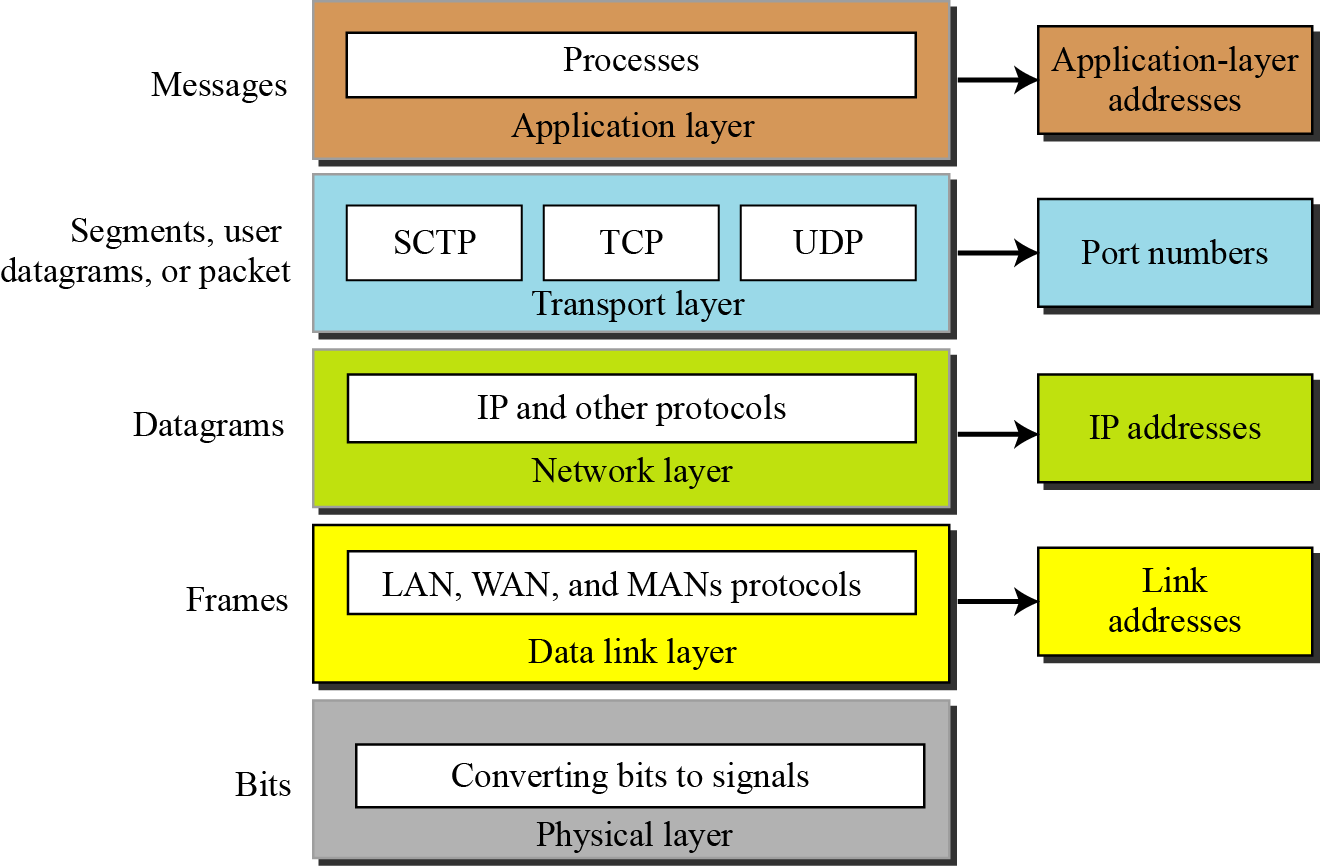 Messages
Processes
Application layer
Application-layer
addresses
Segments, user
datagrams, or packet
SCTP
TCP
UDP
Transport layer
Port numbers
Datagrams
IP and other protocols
Network layer
IP addresses
Frames
LAN, WAN, and MANs protocols
Data link layer
Link
addresses
Bits
Converting bits to signals
Physical layer